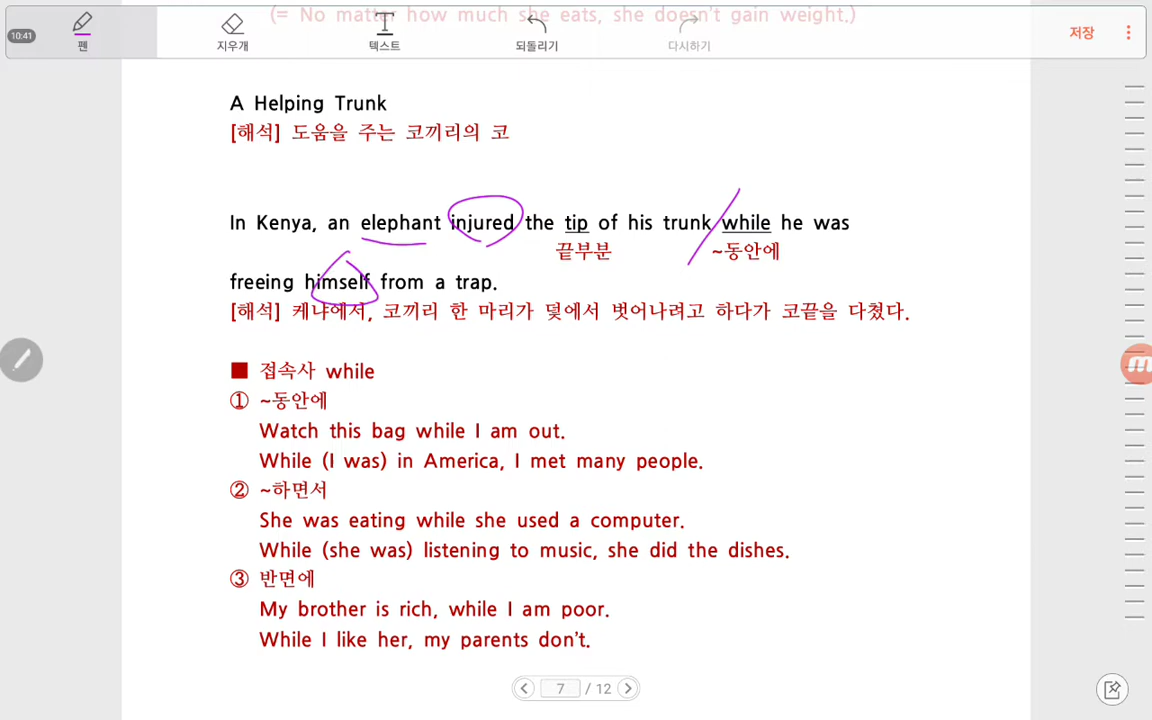 (= No matter how much she eats, she doesn't gain weight.)
10:41
펜
지우개
텍스트
되돌리기
다시하기
저장
A Helping Trunk
[해석] 도움을 주는 코끼리의 코
In Kenya, an elephant injured the tip of his trunk while he was
끝부분 ~동안에
freeing himself from a trap.
[해석] 케냐에서, 코끼리 한 마리가 덫에서 벗어나려고 하다가 코끝을 다쳤다.
■ 접속사 while
① ~동안에
Watch this bag while I am out.
While (I was) in America, I met many people.
② ~하면서
She was eating while she used a computer.
While (she was) listening to music, she did the dishes.
③ 반면에
My brother is rich, while I am poor.
While I like her, my parents don't.
7 / 12